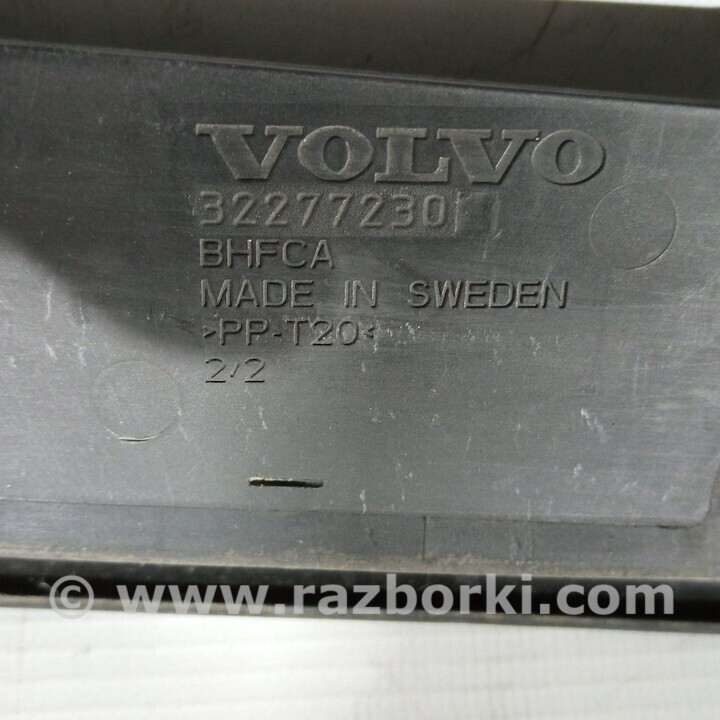 VOLVO
32277230
BHFCA
MADE IN SWEDEN
>PP-T20<
2/2
© www.razborki.com